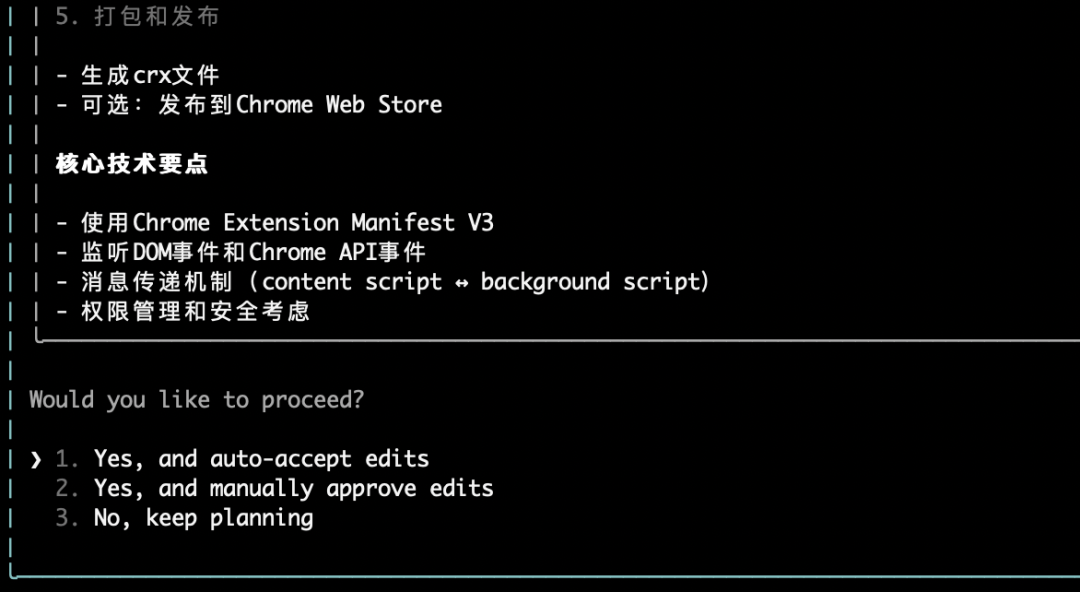 5. 打包和发布
- 生成crx文件
- 可选：发布到Chrome Web Store
核心技术要点
- 使用Chrome Extension Manifest V3
- 监听DOM事件和Chrome API事件
- 消息传递机制（content script ↔ background script）
- 权限管理和安全考虑
Would you like to proceed?
❯ 1. Yes, and auto-accept edits
2. Yes, and manually approve edits
3. No, keep planning